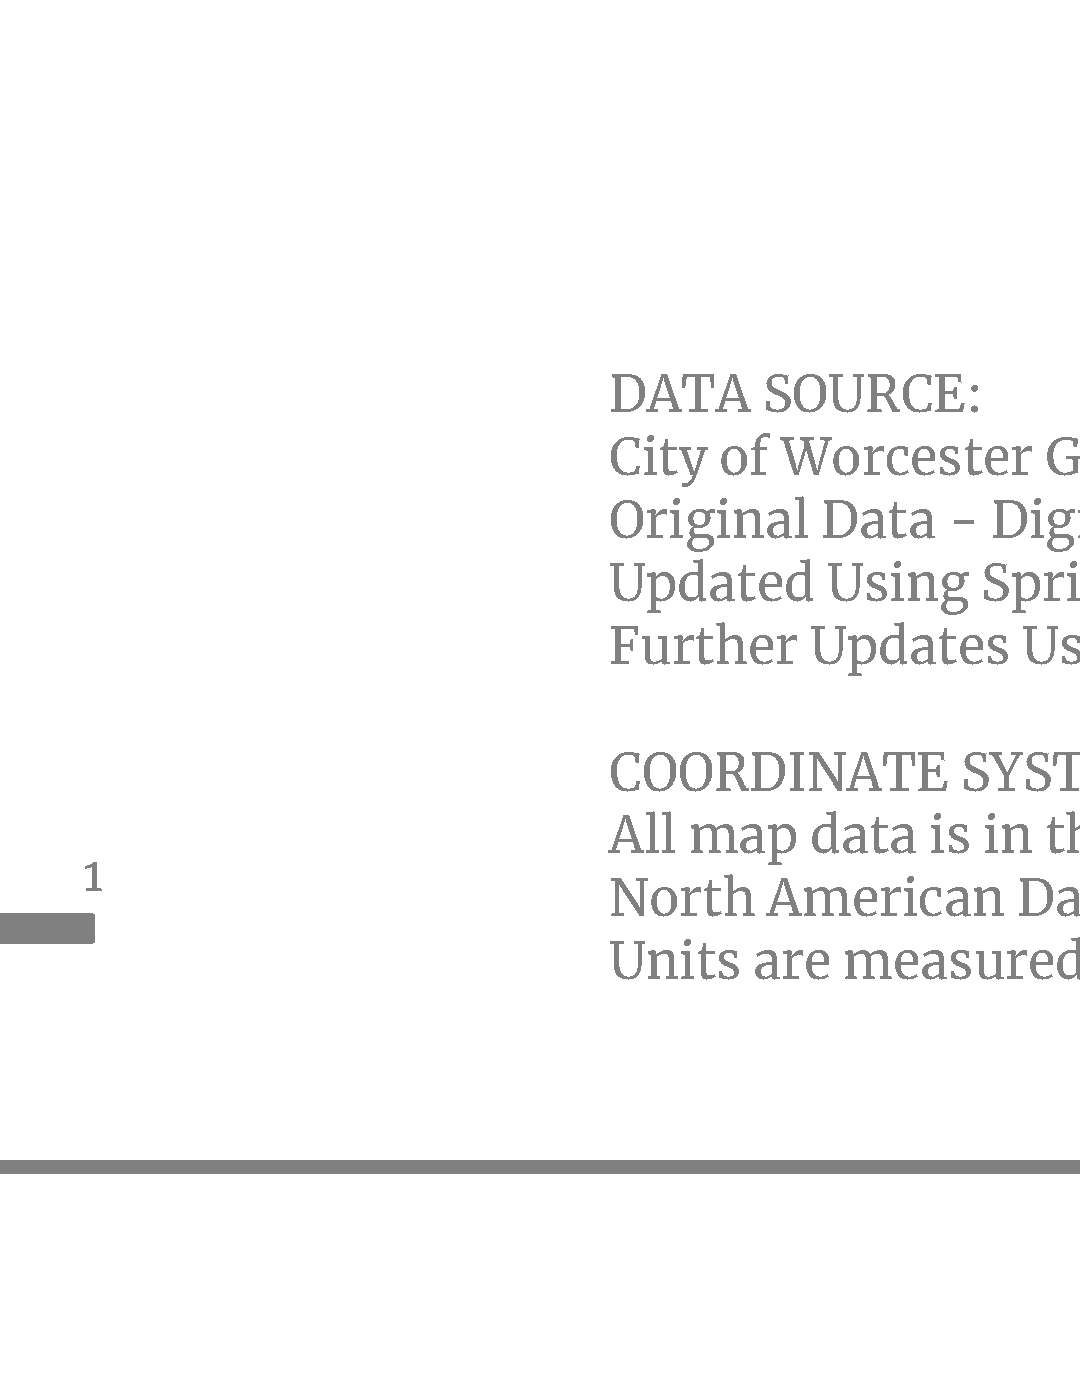 DATA SOURCE:
City of Worcester G
Original Data - Digi
Updated Using Spri
Further Updates Us
COORDINATE SYST
All map data is in th
North American Da
Units are measured
1